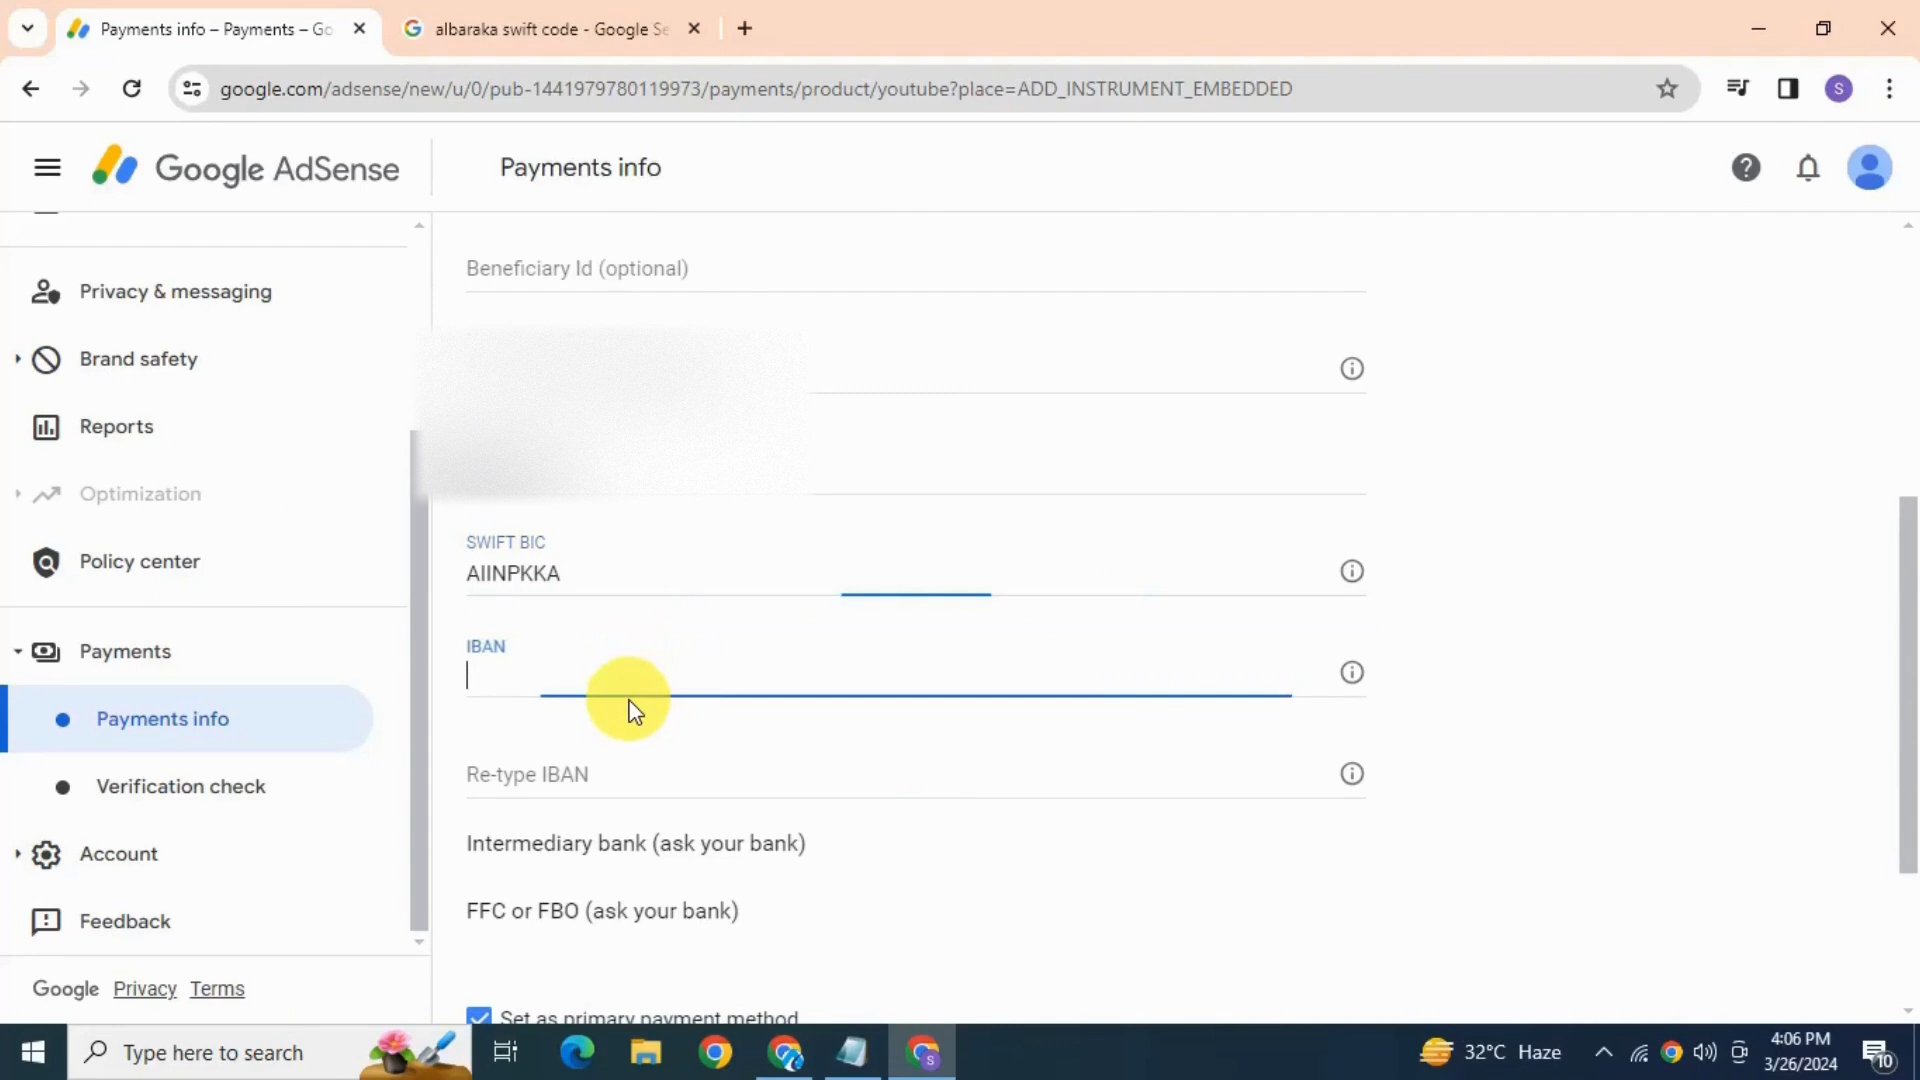 Payments info – Payments – Go
albaraka swift code - Google Se
google.com/adsense/new/u/0/pub-1441979780119973/payments/product/youtube?place=ADD_INSTRUMENT_EMBEDDED
S
Google AdSense
Payments info
Privacy & messaging
Brand safety
Reports
Optimization
Policy center
Payments
Payments info
Verification check
Account
Feedback
Google Privacy Terms
Beneficiary Id (optional)
SWIFT BIC
AIINPKKA
IBAN
Re-type IBAN
Intermediary bank (ask your bank)
FFC or FBO (ask your bank)
Set as primary payment method
Type here to search
32°C Haze
4:06 PM
3/26/2024
10